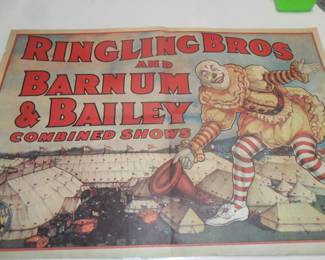 RINGLING BROS
AND
BARNUM
& BAILEY
COMBINED SHOWS